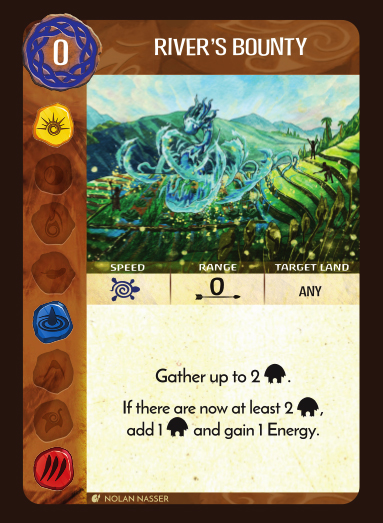 0
RIVER'S BOUNTY
SPEED RANGE TARGET LAND
0 ANY
Gather up to 2 .
If there are now at least 2 ,
add 1 and gain 1 Energy.
NOLAN NASSER